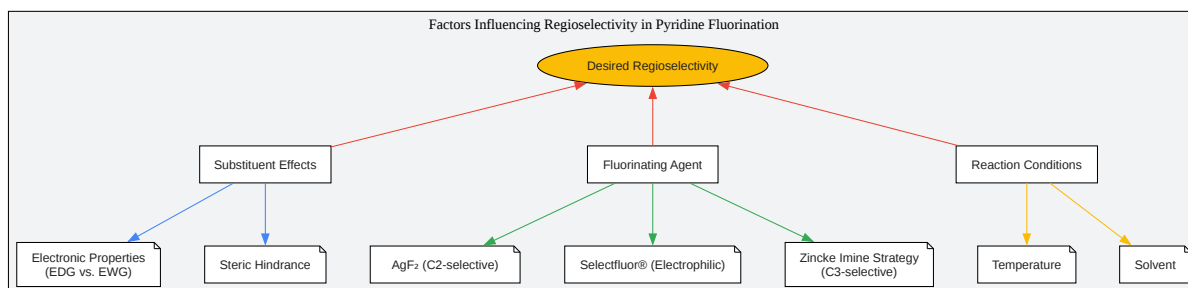 Factors Influencing Regioselectivity in Pyridine Fluorination
Desired Regioselectivity
Substituent Effects
Fluorinating Agent
Reaction Conditions
Electronic Properties
(EDG vs. EWG)
Steric Hindrance
AgF₂ (C2-selective)
Selectfluor® (Electrophilic)
Zincke Imine Strategy
(C3-selective)
Temperature
Solvent